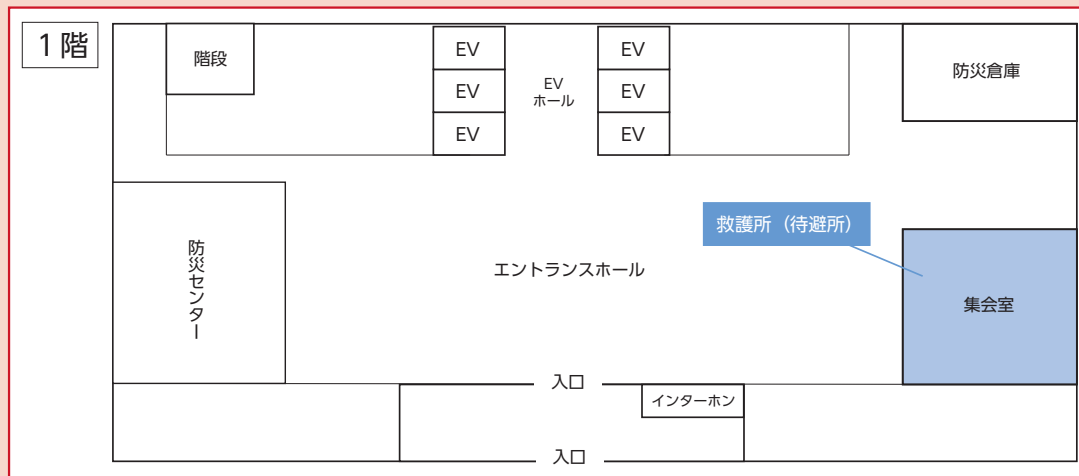 1階
階段
EV
EV
EV
EV
ホール
EV
EV
EV
防災倉庫
救護所（待避所）
防災センター
エントランスホール
集会室
入口
インターホン
入口